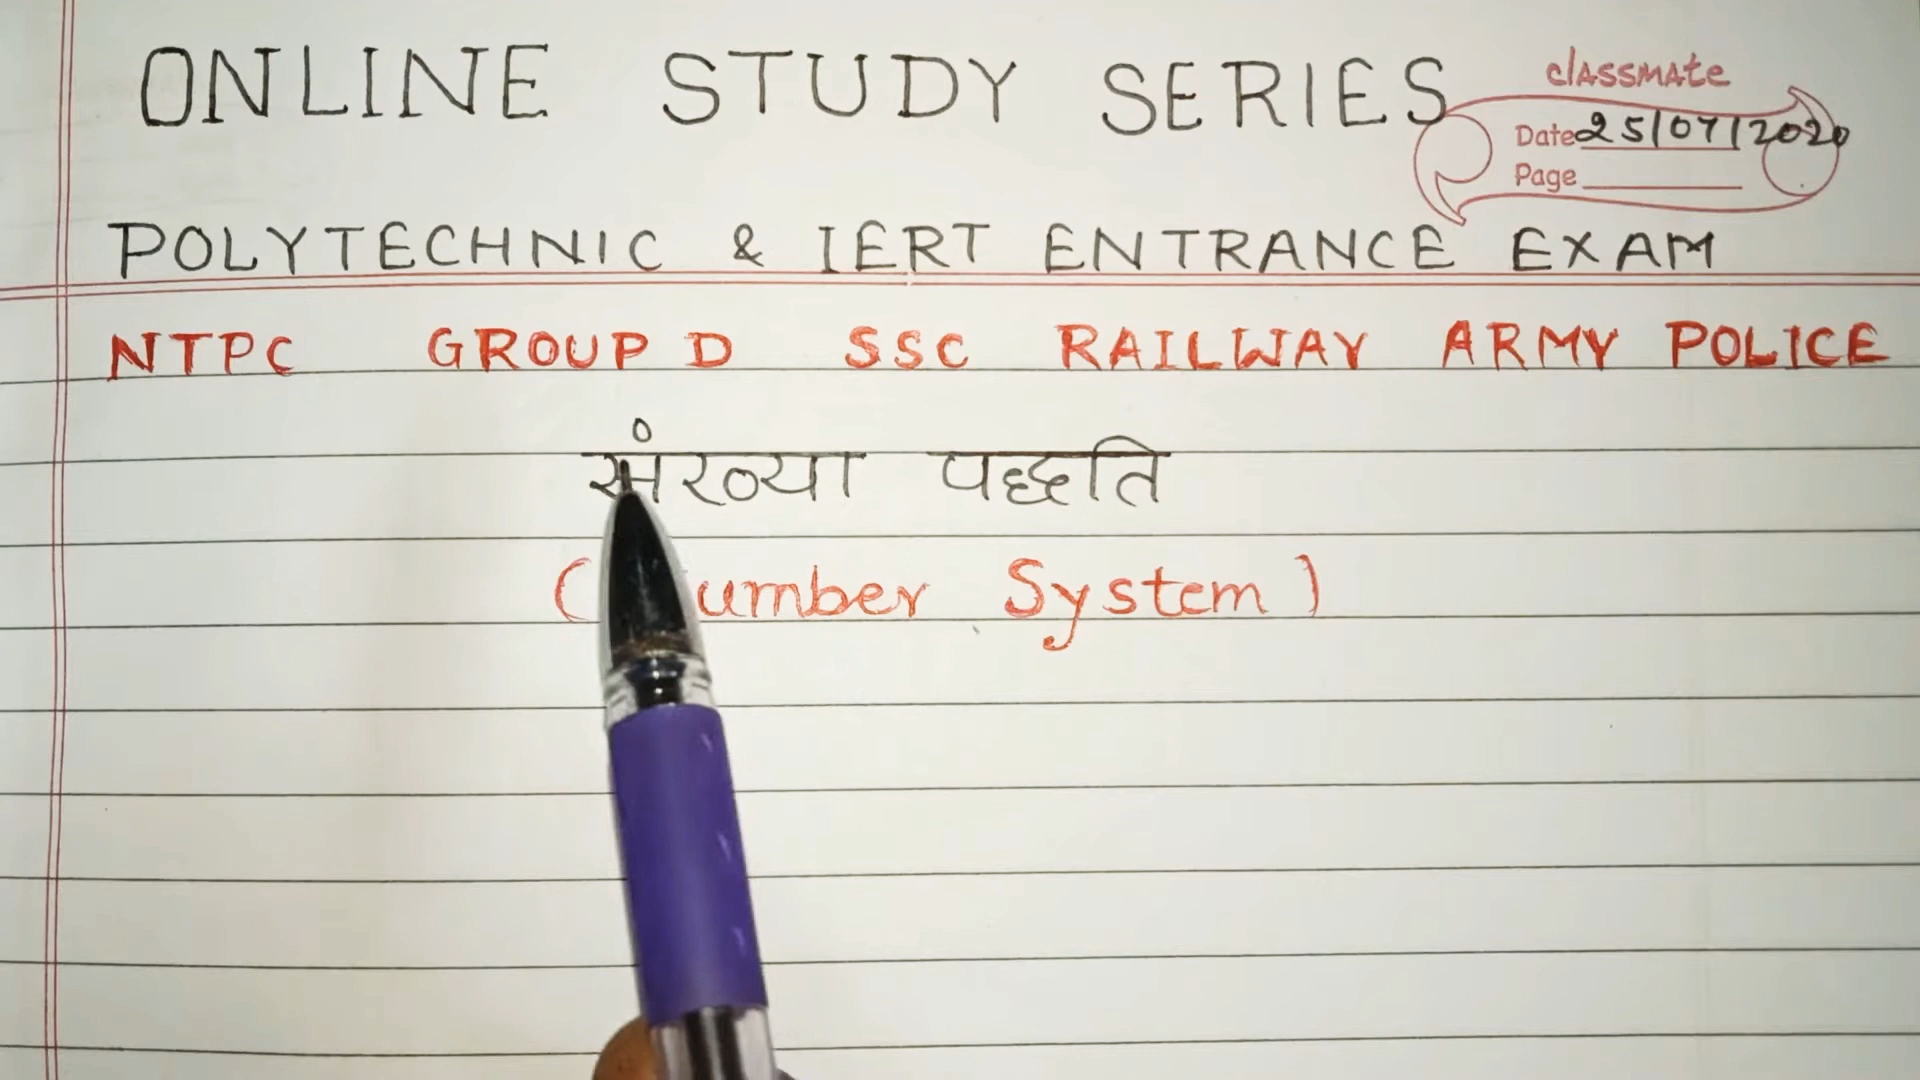 ONLINE STUDY SERIES
classmate
Date 25/07/2020
Page
POLYTECHNIC & IERT ENTRANCE EXAM
NTPC GROUP D SSC RAILWAY ARMY POLICE
संख्या पद्धति
( umber System )